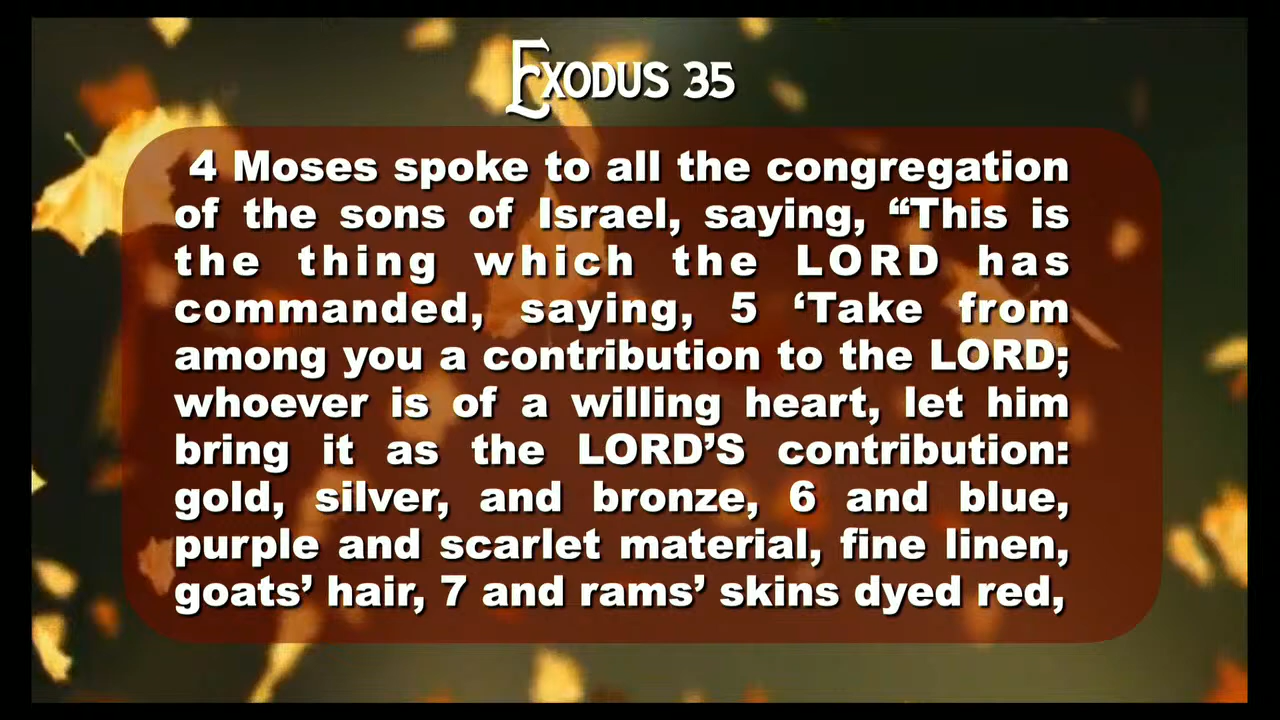 Exodus 35
4 Moses spoke to all the congregation
of the sons of Israel, saying, “This is
the thing which the LORD has
commanded, saying, 5 ‘Take from
among you a contribution to the LORD;
whoever is of a willing heart, let him
bring it as the LORD’S contribution:
gold, silver, and bronze, 6 and blue,
purple and scarlet material, fine linen,
goats’ hair, 7 and rams’ skins dyed red,